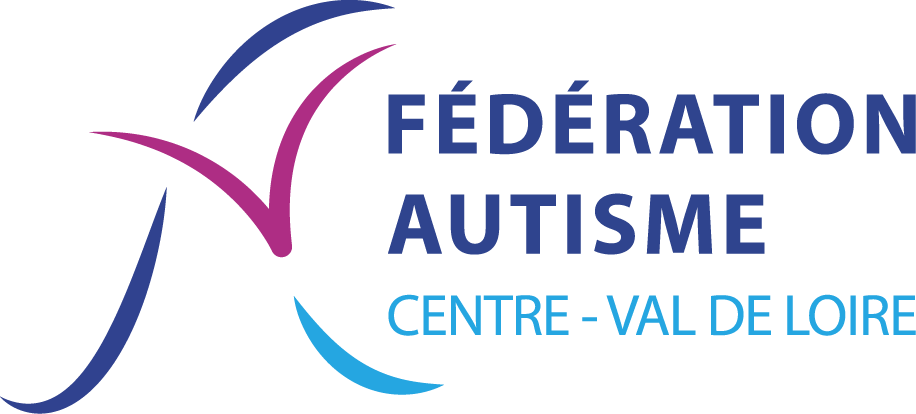 FÉDÉRATION
AUTISME
CENTRE - VAL DE LOIRE